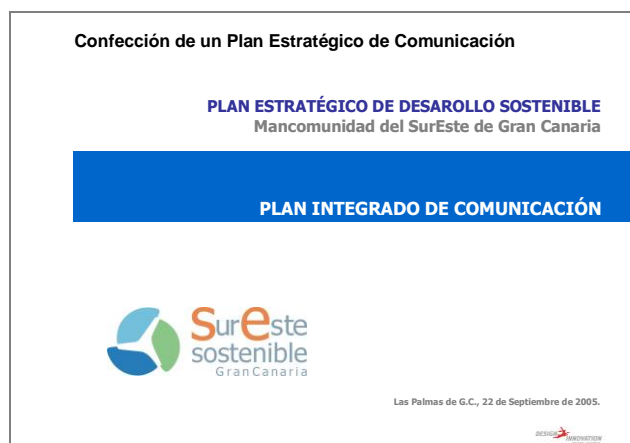 Confección de un Plan Estratégico de Comunicación
PLAN ESTRATÉGICO DE DESAROLLO SOSTENIBLE
Mancomunidad del SurEste de Gran Canaria
PLAN INTEGRADO DE COMUNICACIÓN
SurEste
sostenible
GranCanaria
Las Palmas de G.C., 22 de Septiembre de 2005.
DESIGN
INNOVATION